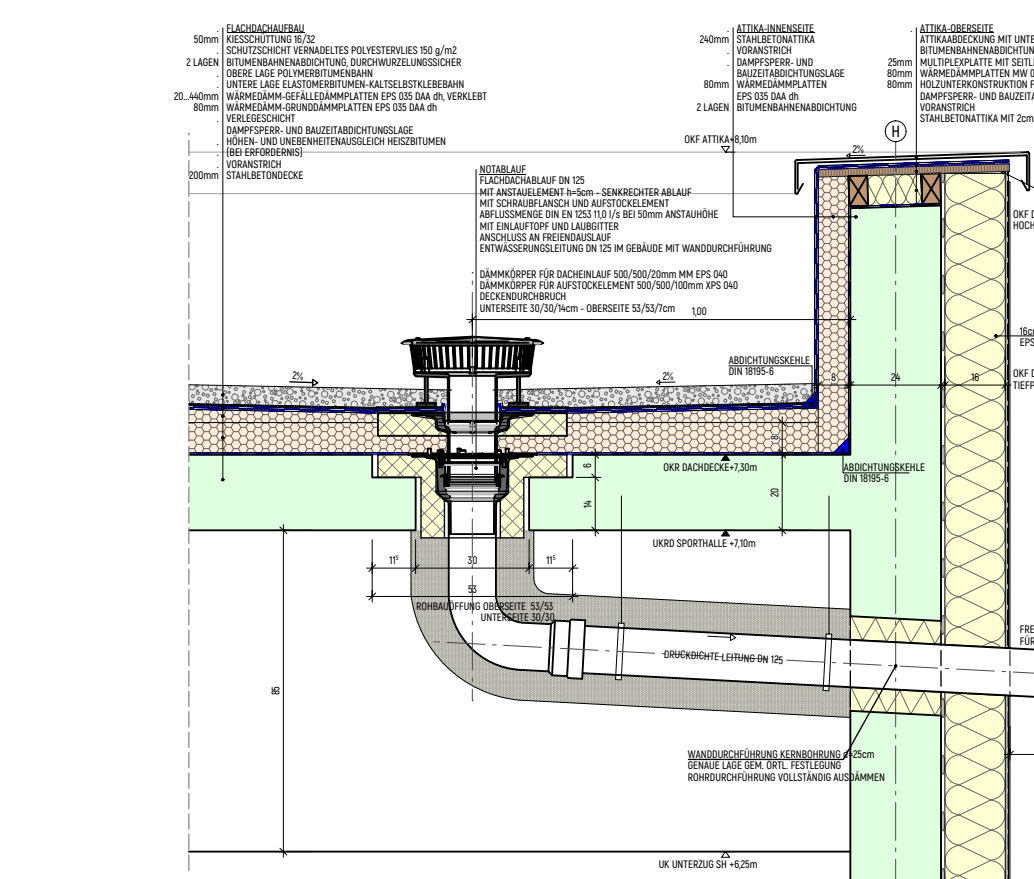 FLACHDACHAUFBAU
50mm KIESSCHÜTTUNG 16/32
SCHUTZSCHICHT VERNADELTES POLYESTERVLIES 150 g/m2
2 LAGEN BITUMENBAHNENABDICHTUNG, DURCHWURZELUNGSSICHER
OBERE LAGE POLYMERBITUMENBAHN
UNTERE LAGE ELASTOMERBITUMEN-KALTSELBSTKLEBEBAHN
20...440mm WÄRMEDÄMM-GEFÄLLEDÄMMPLATTEN EPS 035 DAA dh, VERKLEBT
80mm WÄRMEDÄMM-GRUNDDÄMMPLATTEN EPS 035 DAA dh
VERLEGESCHICHT
DAMPFSPERR- UND BAUZEITABDICHTUNGSLAGE
HÖHEN- UND UNEBENHEITENAUSGLEICH HEISZBITUMEN
(BEI ERFORDERNIS)
VORANSTRICH
200mm STAHLBETONDECKE
ATTIKA-INNENSEITE
240mm STAHLBETONATTIKA
VORANSTRICH
DAMPFSPERR- UND
BAUZEITABDICHTUNGSLAGE
80mm WÄRMEDÄMMPLATTEN
EPS 035 DAA dh
2 LAGEN BITUMENBAHNENABDICHTUNG
ATTIKA-OBERSEITE
ATTIKAABDECKUNG MIT UNTE
BITUMENBAHNENABDICHTUN
25mm MULTIPLEXPLATTE MIT SEITL
80mm WÄRMEDÄMMPLATTEN MW 0
80mm HOLZUNTERKONSTRUKTION F
DAMPFSPERR- UND BAUZEITA
VORANSTRICH
STAHLBETONATTIKA MIT 2cm
H
OKF ATTIKA+8,10m
2%
NOTABLAUF
FLACHDACHABLAUF DN 125
MIT ANSTAUELEMENT h=5cm - SENKRECHTER ABLAUF
MIT SCHRAUBFLANSCH UND AUFSTOCKELEMENT
ABFLUSSMENGE DIN EN 1253 11,0 l/s BEI 50mm ANSTAUHÖHE
MIT EINLAUFTOPF UND LAUBGITTER
ANSCHLUSS AN FREIENDAUSLAUF
ENTWÄSSERUNGSLEITUNG DN 125 IM GEBÄUDE MIT WANDDURCHFÜHRUNG
DÄMMKÖRPER FÜR DACHEINLAUF 500/500/20mm MM EPS 040
DÄMMKÖRPER FÜR AUFSTOCKELEMENT 500/500/100mm XPS 040
DECKENDURCHBRUCH
UNTERSEITE 30/30/14cm - OBERSEITE 53/53/7cm
1,00
OKF D
HOCH
16cm
EPS
OKF D
TIEFP
ABDICHTUNGSKEHLE
DIN 18195-6
2%
2%
8
24
16
8
OKR DACHDECKE+7,30m
ABDICHTUNGSKEHLE
DIN 18195-6
6
14
20
UKRD SPORTHALLE +7,10m
11⁵
30
11⁵
53
ROHBAUÖFFUNG OBERSEITE 53/53
UNTERSEITE 30/30
FRE
FÜR
DRUCKDICHTE LEITUNG DN 125
85
WANDDURCHFÜHRUNG KERNBOHRUNG d=25cm
GENAUE LAGE GEM. ÖRTL. FESTLEGUNG
ROHRDURCHFÜHRUNG VOLLSTÄNDIG AUSDÄMMEN
UK UNTERZUG SH +6,25m